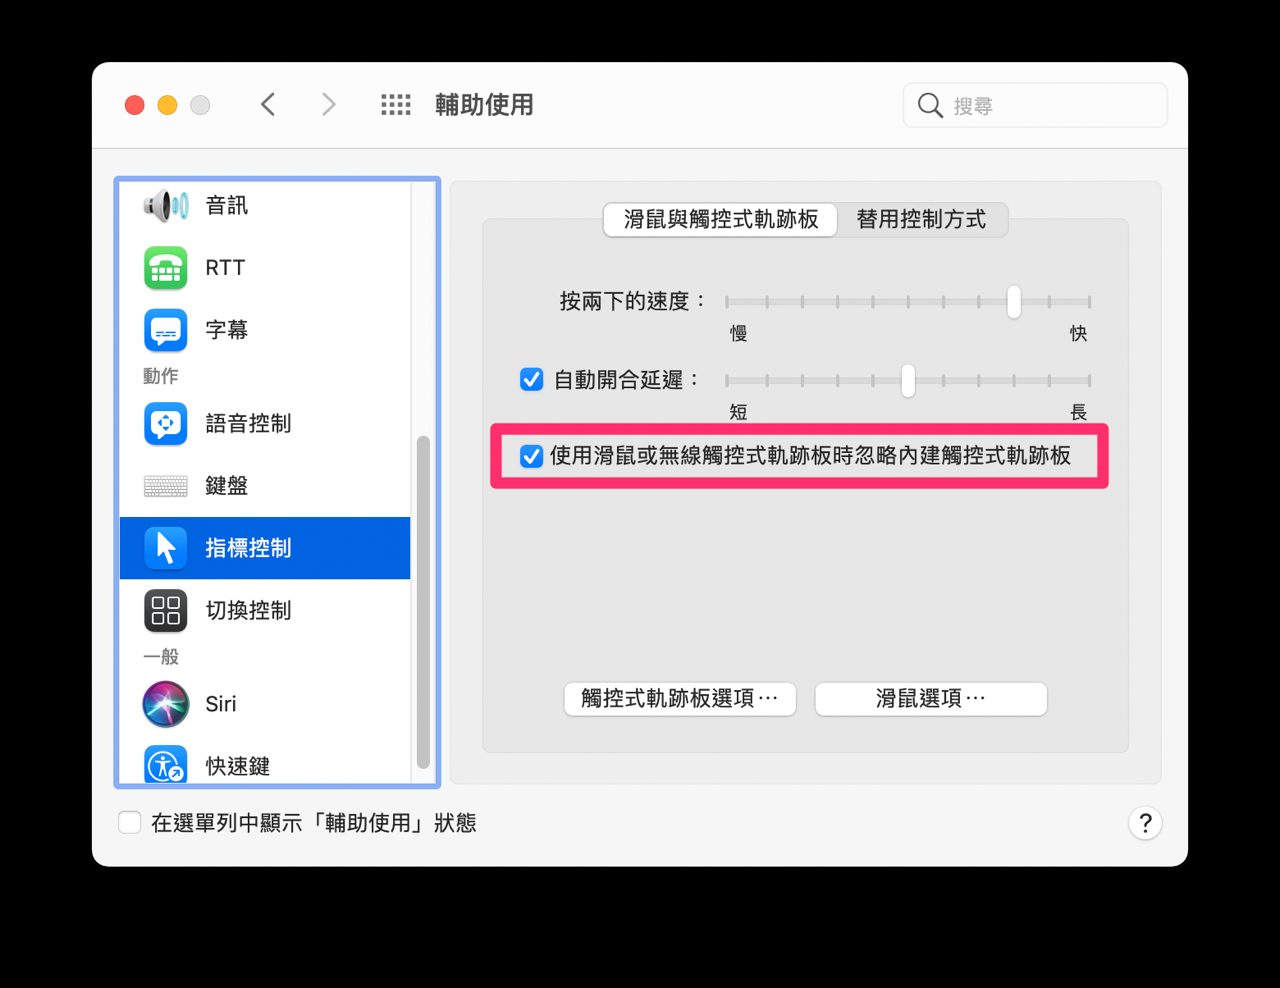 輔助使用
搜尋
音訊
RTT
字幕
動作
語音控制
鍵盤
指標控制
切換控制
一般
Siri
快速鍵
滑鼠與觸控式軌跡板
替用控制方式
按兩下的速度：
慢
快
自動開合延遲：
短
長
使用滑鼠或無線觸控式軌跡板時忽略內建觸控式軌跡板
觸控式軌跡板選項⋯
滑鼠選項⋯
在選單列中顯示「輔助使用」狀態
?